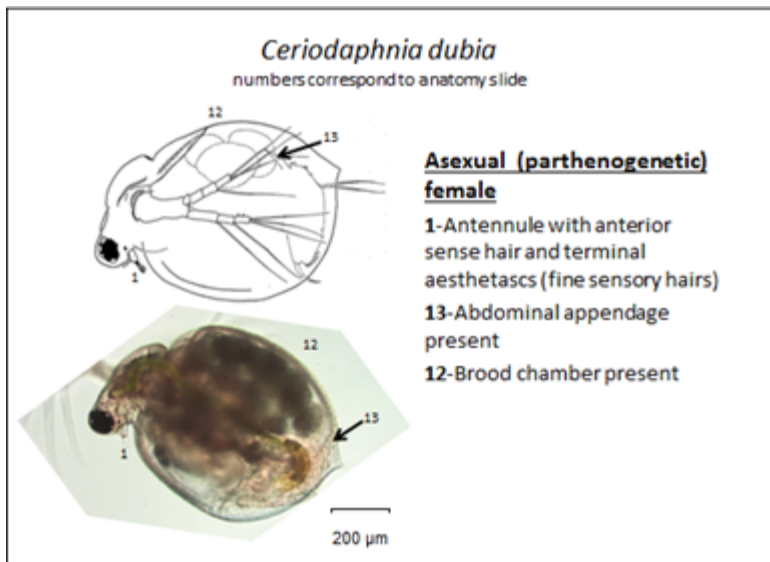 Ceriodaphnia dubia
numbers correspond to anatomy slide
12
13
1
Asexual (parthenogenetic)
female
1-Antennule with anterior
sense hair and terminal
aesthetascs (fine sensory hairs)
13-Abdominal appendage
present
12-Brood chamber present
12
13
1
200 µm